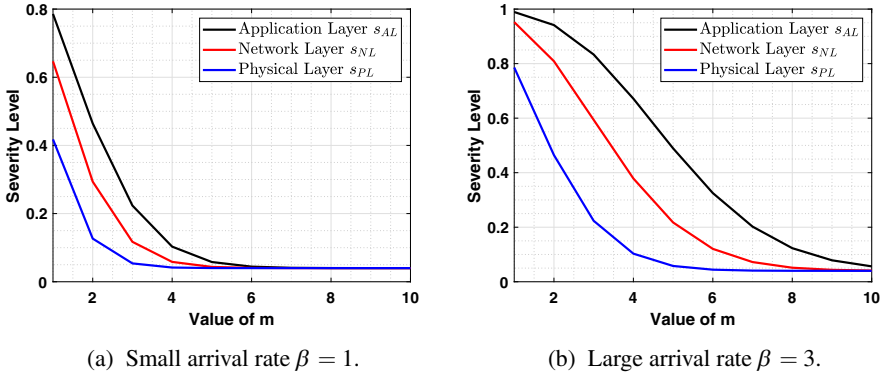 0.8
0.6
0.4
0.2
0
Severity Level
Application Layer s_AL
Network Layer s_NL
Physical Layer s_PL
2 4 6 8 10
Value of m
(a) Small arrival rate β = 1.
1
0.8
0.6
0.4
0.2
0
Severity Level
Application Layer s_AL
Network Layer s_NL
Physical Layer s_PL
2 4 6 8 10
Value of m
(b) Large arrival rate β = 3.